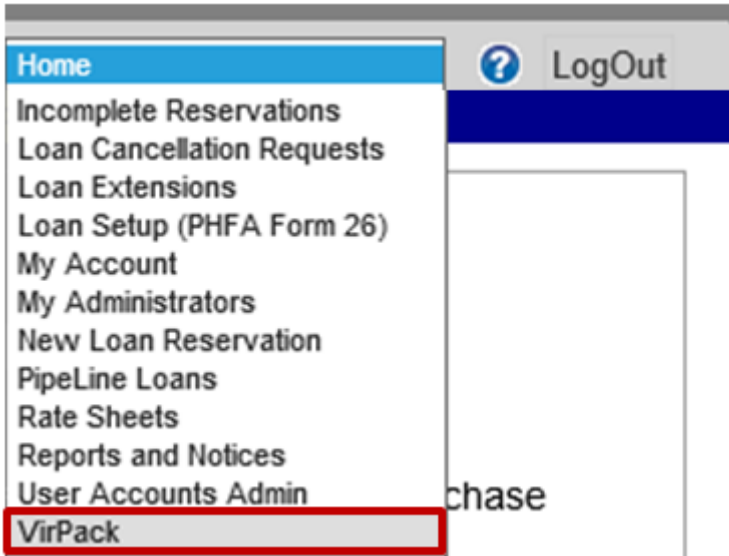 Home
? LogOut
Incomplete Reservations
Loan Cancellation Requests
Loan Extensions
Loan Setup (PHFA Form 26)
My Account
My Administrators
New Loan Reservation
PipeLine Loans
Rate Sheets
Reports and Notices
User Accounts Admin
chase
VirPack